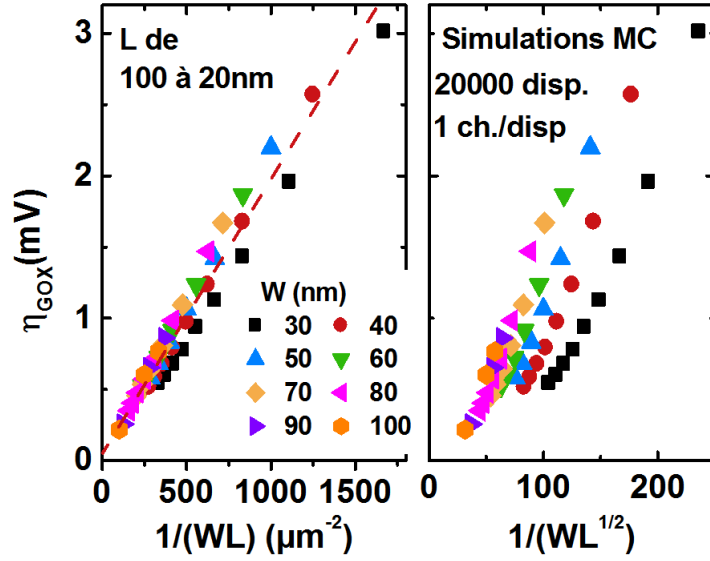 L de
100 à 20nm
Simulations MC
20000 disp.
1 ch./disp
η_GOX(mV)
3
2
1
0
W (nm)
30 40
50 60
70 80
90 100
0 500 1000 1500
0 100 200
1/(WL) (µm⁻²)
1/(WL^1/2)